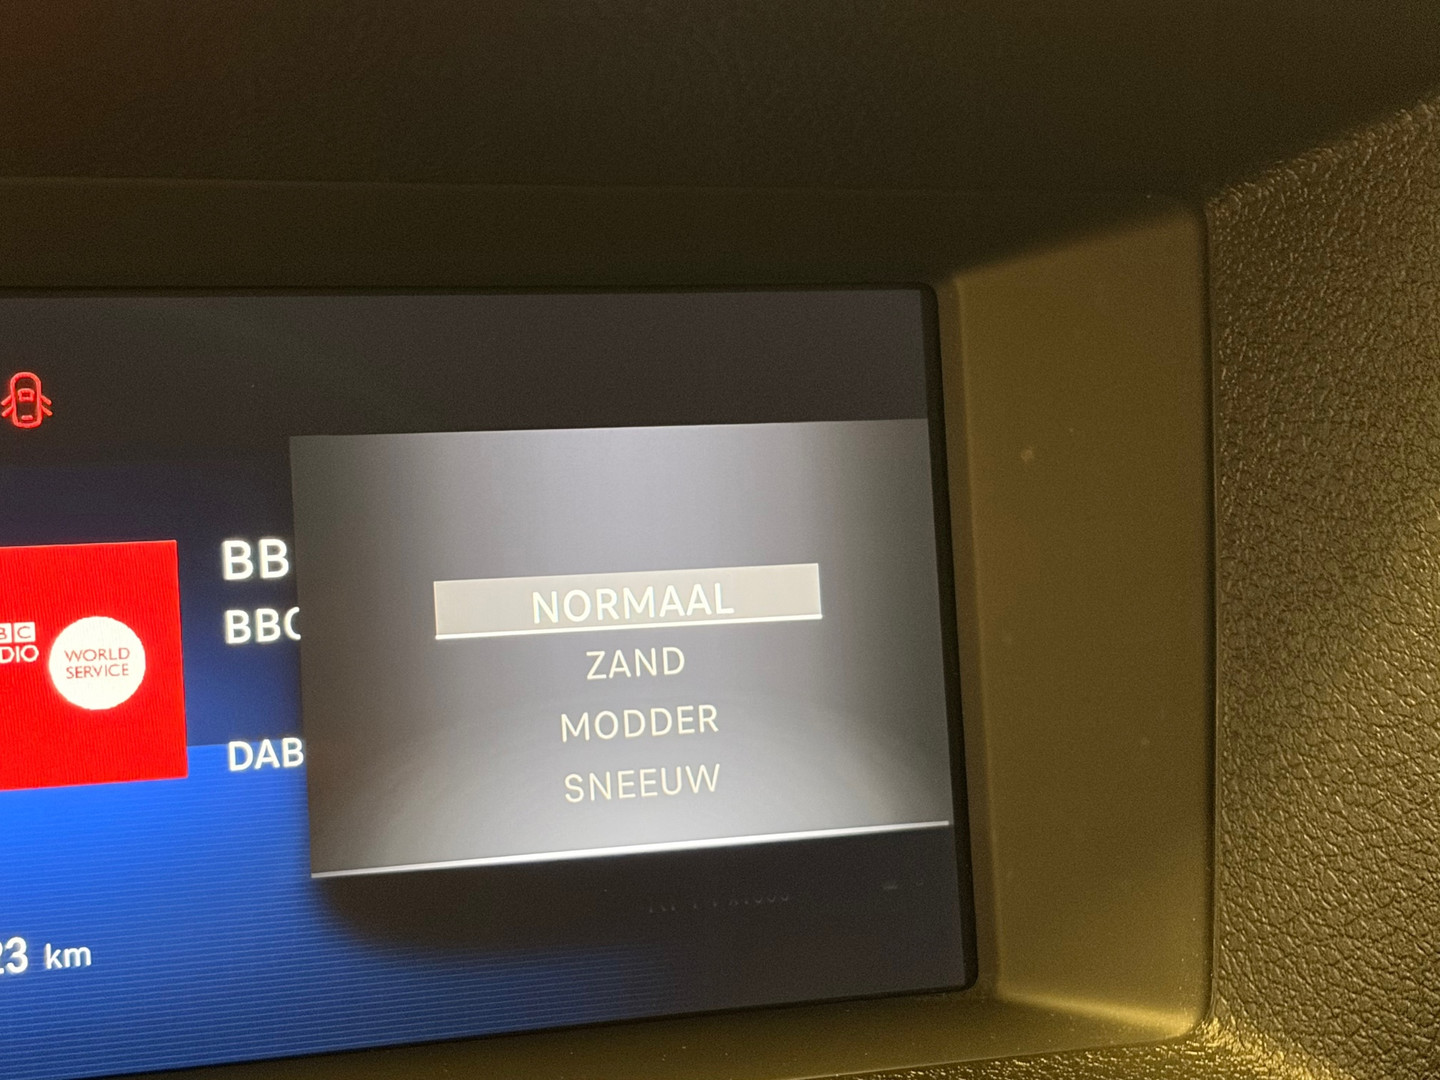 BB
BBC
BC
DIO
WORLD
SERVICE
DAB
23 km
NORMAAL
ZAND
MODDER
SNEEUW